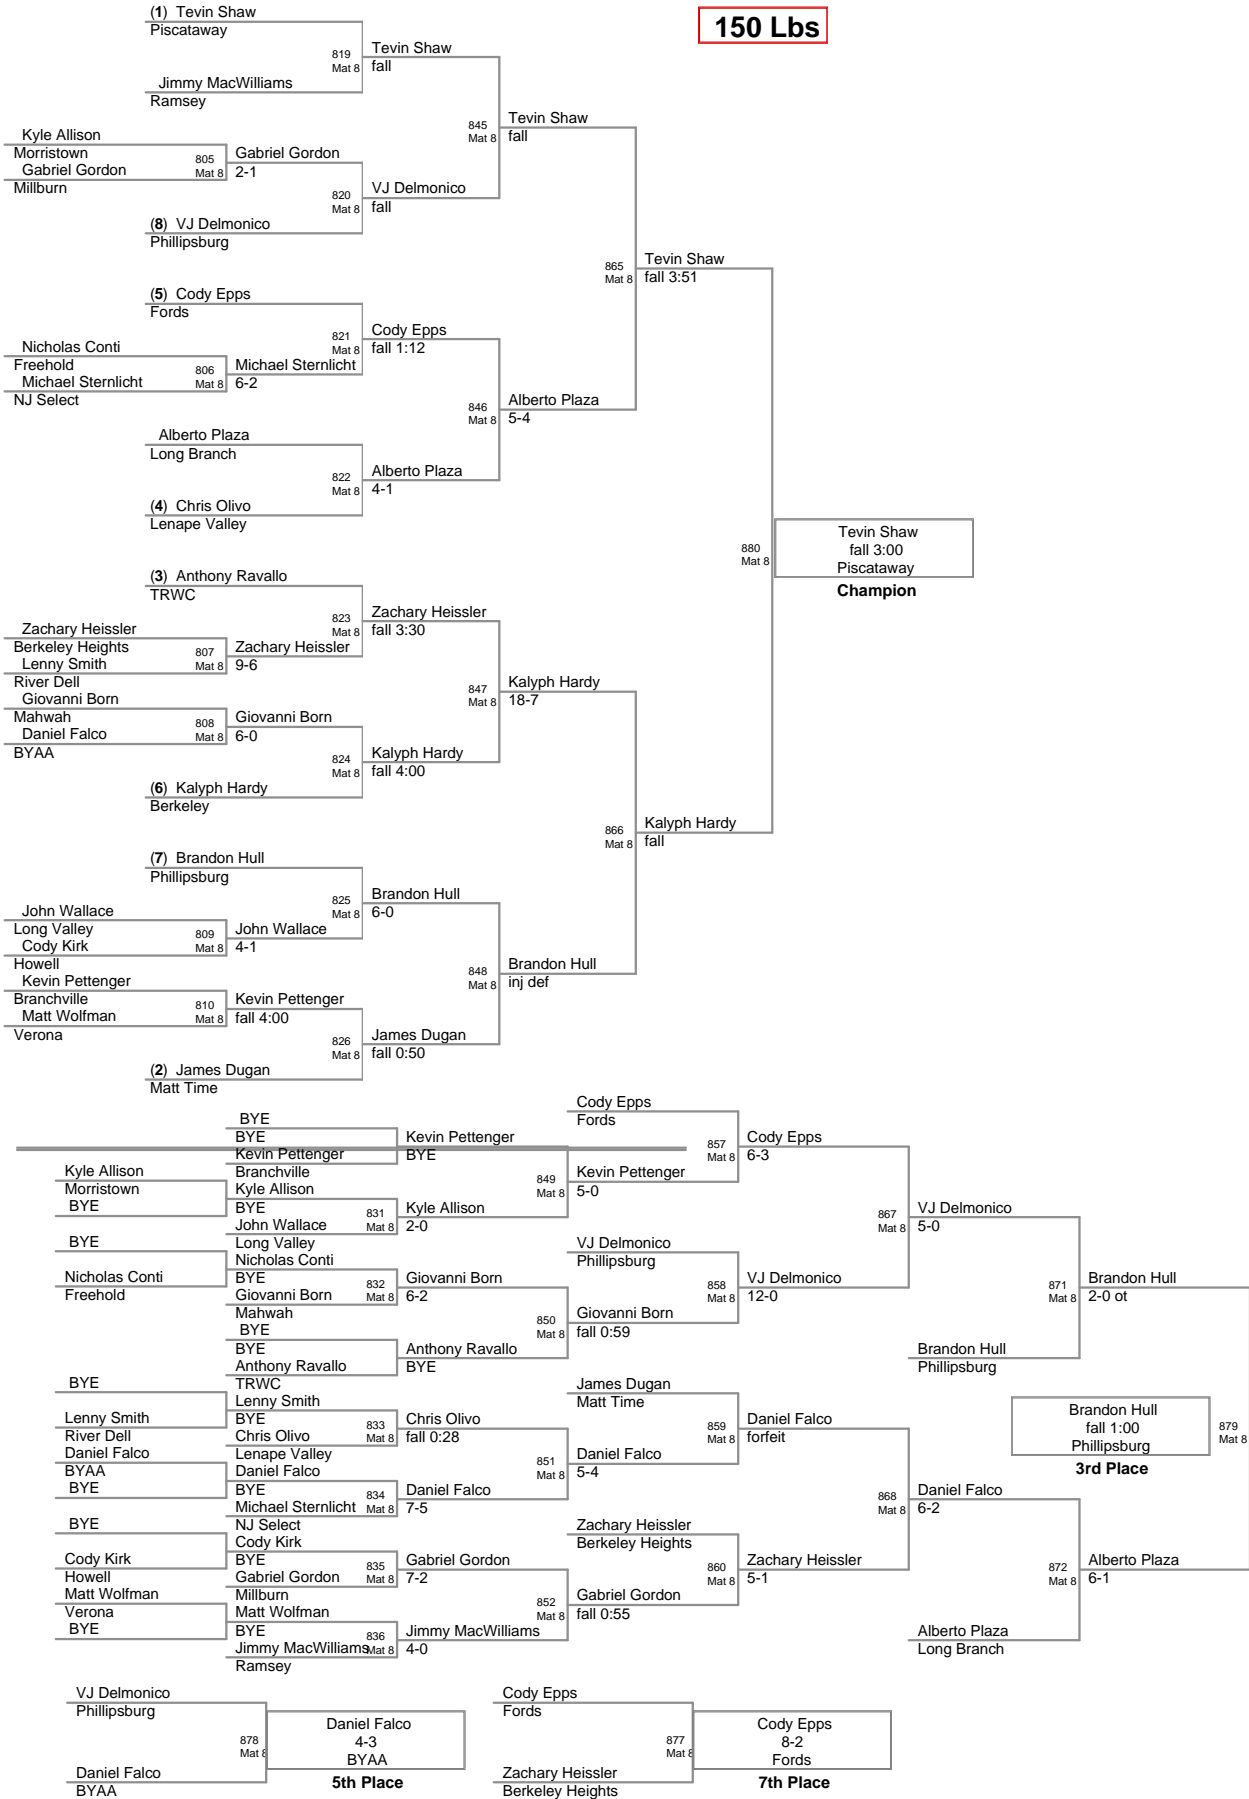 150 Lbs
(1) Tevin Shaw
Piscataway
819
Mat 8
Tevin Shaw
fall
Jimmy MacWilliams
Ramsey
845
Mat 8
Tevin Shaw
fall
Kyle Allison
Morristown
805
Mat 8
Gabriel Gordon
2-1
Gabriel Gordon
Millburn
820
Mat 8
VJ Delmonico
fall
(8) VJ Delmonico
Phillipsburg
865
Mat 8
Tevin Shaw
fall 3:51
(5) Cody Epps
Fords
821
Mat 8
Cody Epps
fall 1:12
Nicholas Conti
Freehold
806
Mat 8
Michael Sternlicht
6-2
Michael Sternlicht
NJ Select
846
Mat 8
Alberto Plaza
5-4
Alberto Plaza
Long Branch
822
Mat 8
Alberto Plaza
4-1
(4) Chris Olivo
Lenape Valley
880
Mat 8
Tevin Shaw
fall 3:00
Piscataway
Champion
(3) Anthony Ravallo
TRWC
823
Mat 8
Zachary Heissler
fall 3:30
Zachary Heissler
Berkeley Heights
807
Mat 8
Zachary Heissler
9-6
Lenny Smith
River Dell
847
Mat 8
Kalyph Hardy
18-7
Giovanni Born
Mahwah
808
Mat 8
Giovanni Born
6-0
Daniel Falco
BYAA
824
Mat 8
Kalyph Hardy
fall 4:00
(6) Kalyph Hardy
Berkeley
866
Mat 8
Kalyph Hardy
fall
(7) Brandon Hull
Phillipsburg
825
Mat 8
Brandon Hull
6-0
John Wallace
Long Valley
809
Mat 8
John Wallace
4-1
Cody Kirk
Howell
848
Mat 8
Brandon Hull
inj def
Kevin Pettenger
Branchville
810
Mat 8
Kevin Pettenger
fall 4:00
Matt Wolfman
Verona
826
Mat 8
James Dugan
fall 0:50
(2) James Dugan
Matt Time
Cody Epps
Fords
BYE
BYE
Kevin Pettenger
BYE
Kevin Pettenger
Branchville
857
Mat 8
Cody Epps
6-3
Kyle Allison
Morristown
BYE
Kyle Allison
BYE
849
Mat 8
Kevin Pettenger
5-0
John Wallace
Long Valley
831
Mat 8
Kyle Allison
2-0
867
Mat 8
VJ Delmonico
5-0
BYE
Nicholas Conti
Freehold
Nicholas Conti
BYE
VJ Delmonico
Phillipsburg
832
Mat 8
Giovanni Born
6-2
Giovanni Born
Mahwah
858
Mat 8
VJ Delmonico
12-0
871
Mat 8
Brandon Hull
2-0 ot
850
Mat 8
Giovanni Born
fall 0:59
BYE
BYE
Anthony Ravallo
BYE
Anthony Ravallo
TRWC
Brandon Hull
Phillipsburg
BYE
Lenny Smith
River Dell
Lenny Smith
BYE
James Dugan
Matt Time
833
Mat 8
Chris Olivo
fall 0:28
Chris Olivo
Lenape Valley
859
Mat 8
Daniel Falco
forfeit
Brandon Hull
fall 1:00
Phillipsburg
3rd Place
879
Mat 8
Daniel Falco
BYAA
BYE
Daniel Falco
BYE
851
Mat 8
Daniel Falco
5-4
834
Mat 8
Daniel Falco
7-5
Michael Sternlicht
NJ Select
868
Mat 8
Daniel Falco
6-2
BYE
Cody Kirk
Howell
Cody Kirk
BYE
Zachary Heissler
Berkeley Heights
835
Mat 8
Gabriel Gordon
7-2
Gabriel Gordon
Millburn
860
Mat 8
Zachary Heissler
5-1
872
Mat 8
Alberto Plaza
6-1
Matt Wolfman
Verona
BYE
Matt Wolfman
BYE
852
Mat 8
Gabriel Gordon
fall 0:55
836
Mat 8
Jimmy MacWilliams
4-0
Jimmy MacWilliams
Ramsey
Alberto Plaza
Long Branch
VJ Delmonico
Phillipsburg
878
Mat 8
Daniel Falco
4-3
BYAA
5th Place
Daniel Falco
BYAA
Cody Epps
Fords
877
Mat 8
Cody Epps
8-2
Fords
7th Place
Zachary Heissler
Berkeley Heights